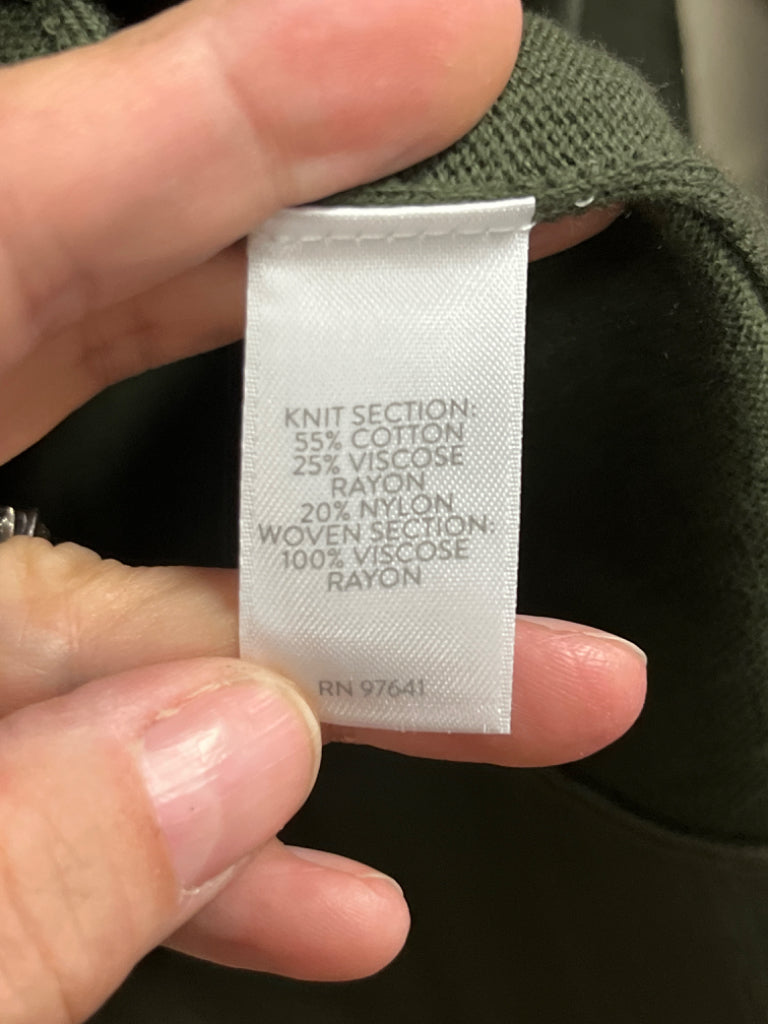 KNIT SECTION:
55% COTTON
25% VISCOSE
RAYON
20% NYLON
WOVEN SECTION:
100% VISCOSE
RAYON
RN 97641